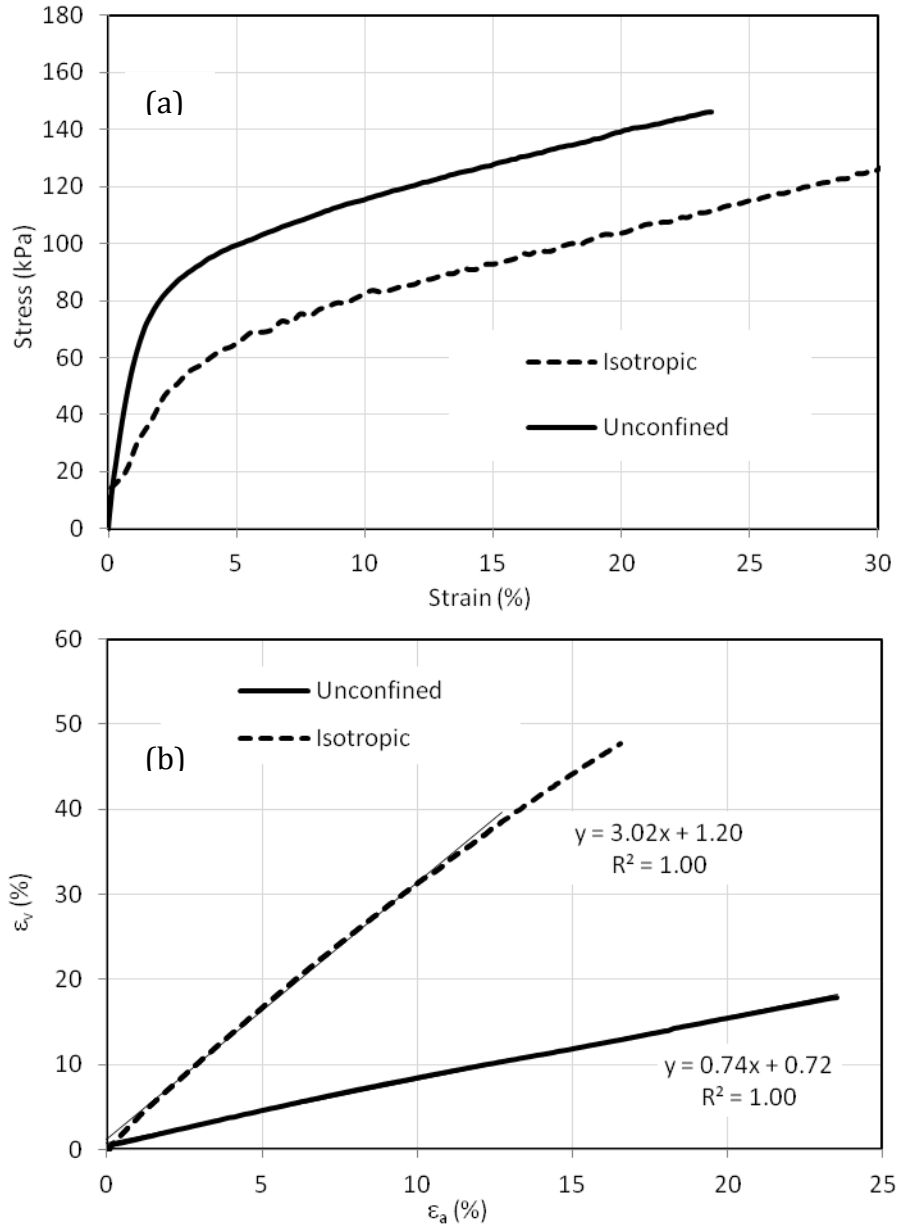 180
160
140
120
100
80
60
40
20
0
Stress (kPa)
(a)
Isotropic
Unconfined
0 5 10 15 20 25 30
Strain (%)
60
50
40
30
20
10
0
εv (%)
Unconfined
Isotropic
(b)
y = 3.02x + 1.20
R² = 1.00
y = 0.74x + 0.72
R² = 1.00
0 5 10 15 20 25
εa (%)